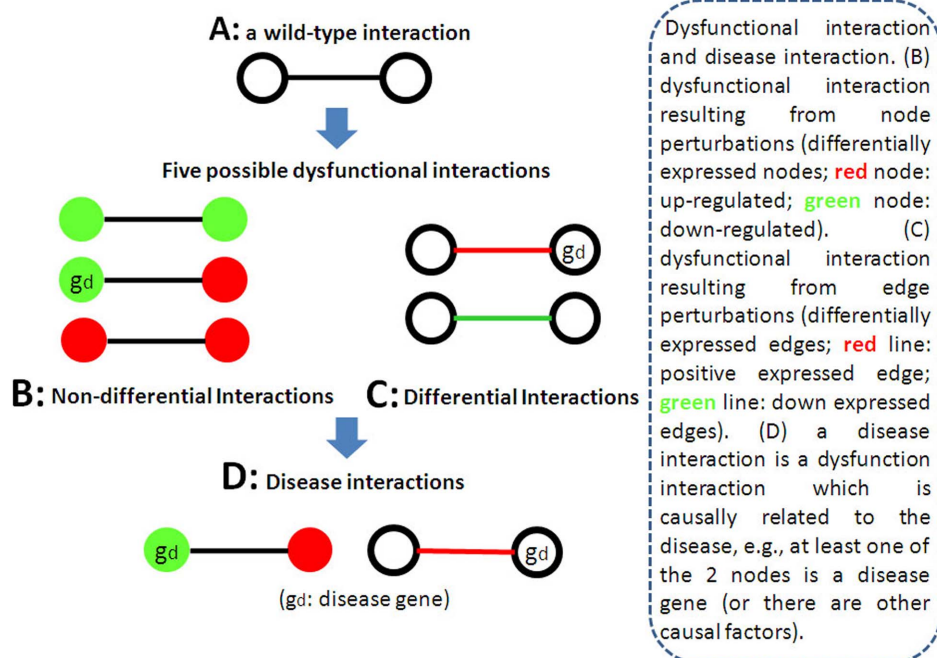 A: a wild-type interaction
Five possible dysfunctional interactions
gd
gd
B: Non-differential Interactions
C: Differential Interactions
D: Disease interactions
gd
gd
(gd: disease gene)
Dysfunctional interaction
and disease interaction. (B)
dysfunctional interaction
resulting from node
perturbations (differentially
expressed nodes; red node:
up-regulated; green node:
down-regulated). (C)
dysfunctional interaction
resulting from edge
perturbations (differentially
expressed edges; red line:
positive expressed edge;
green line: down expressed
edges). (D) a disease
interaction is a dysfunction
interaction which is
causally related to the
disease, e.g., at least one of
the 2 nodes is a disease
gene (or there are other
causal factors).